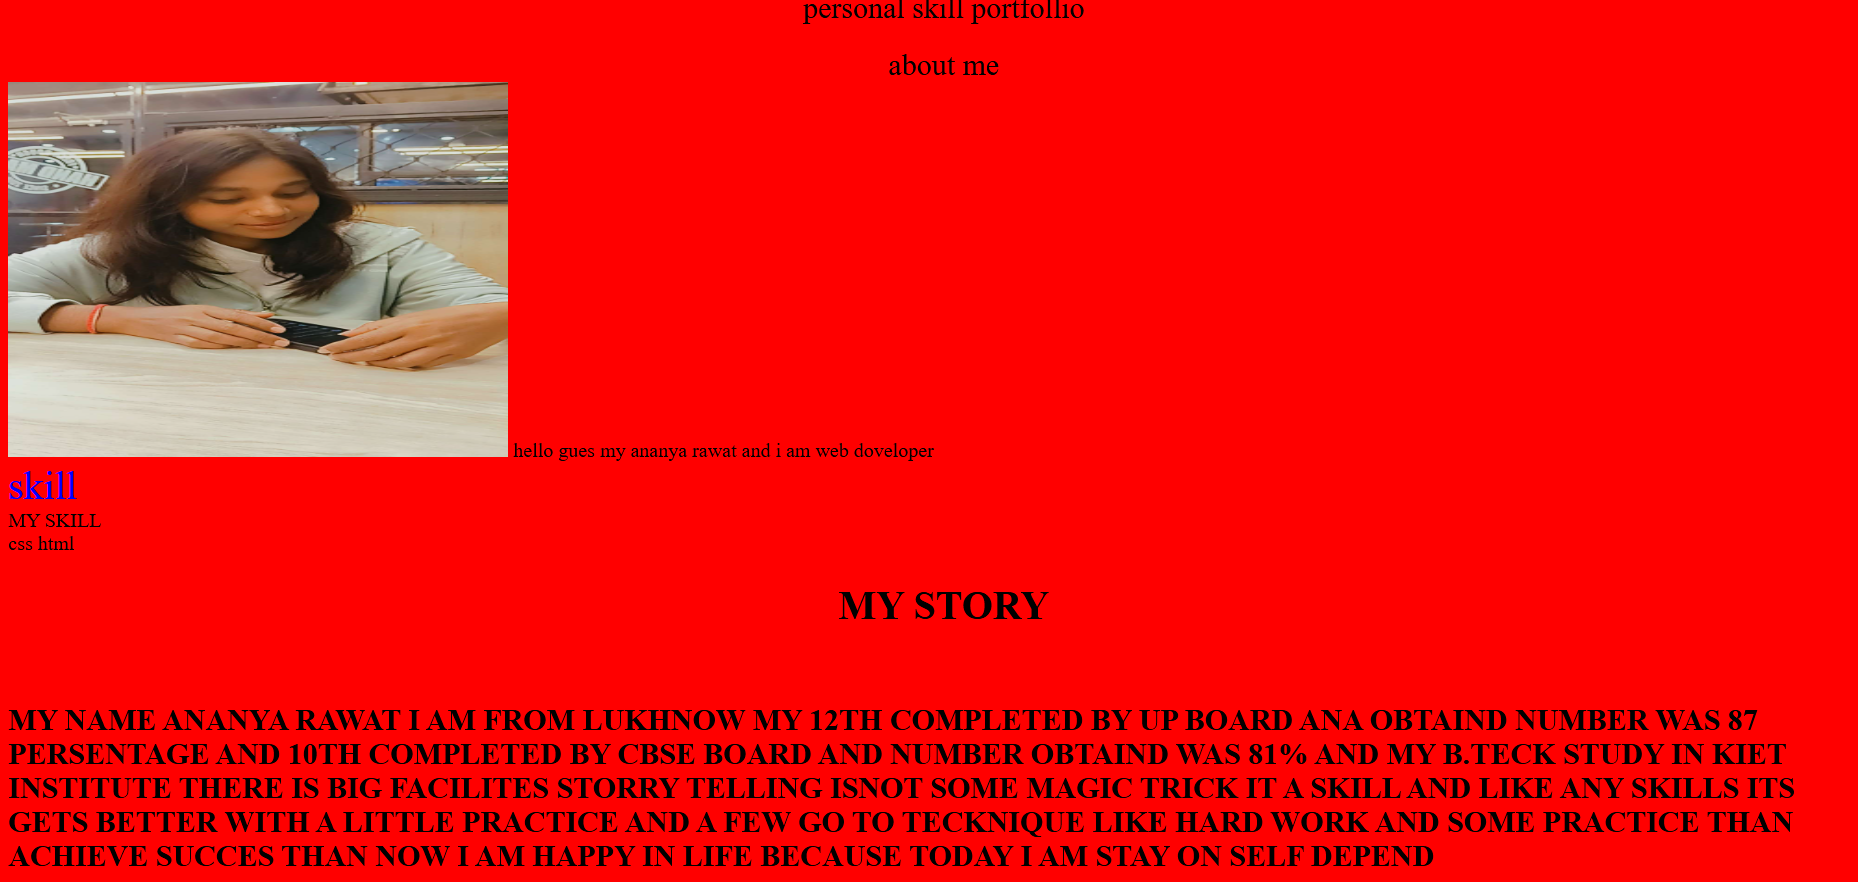 personal skill portfollio
about me
hello gues my ananya rawat and i am web doveloper
skill
MY SKILL
css html
MY STORY
MY NAME ANANYA RAWAT I AM FROM LUKHNOW MY 12TH COMPLETED BY UP BOARD ANA OBTAIND NUMBER WAS 87
PERSENTAGE AND 10TH COMPLETED BY CBSE BOARD AND NUMBER OBTAIND WAS 81% AND MY B.TECK STUDY IN KIET
INSTITUTE THERE IS BIG FACILITES STORRY TELLING ISNOT SOME MAGIC TRICK IT A SKILL AND LIKE ANY SKILLS ITS
GETS BETTER WITH A LITTLE PRACTICE AND A FEW GO TO TECKNIQUE LIKE HARD WORK AND SOME PRACTICE THAN
ACHIEVE SUCCES THAN NOW I AM HAPPY IN LIFE BECAUSE TODAY I AM STAY ON SELF DEPEND